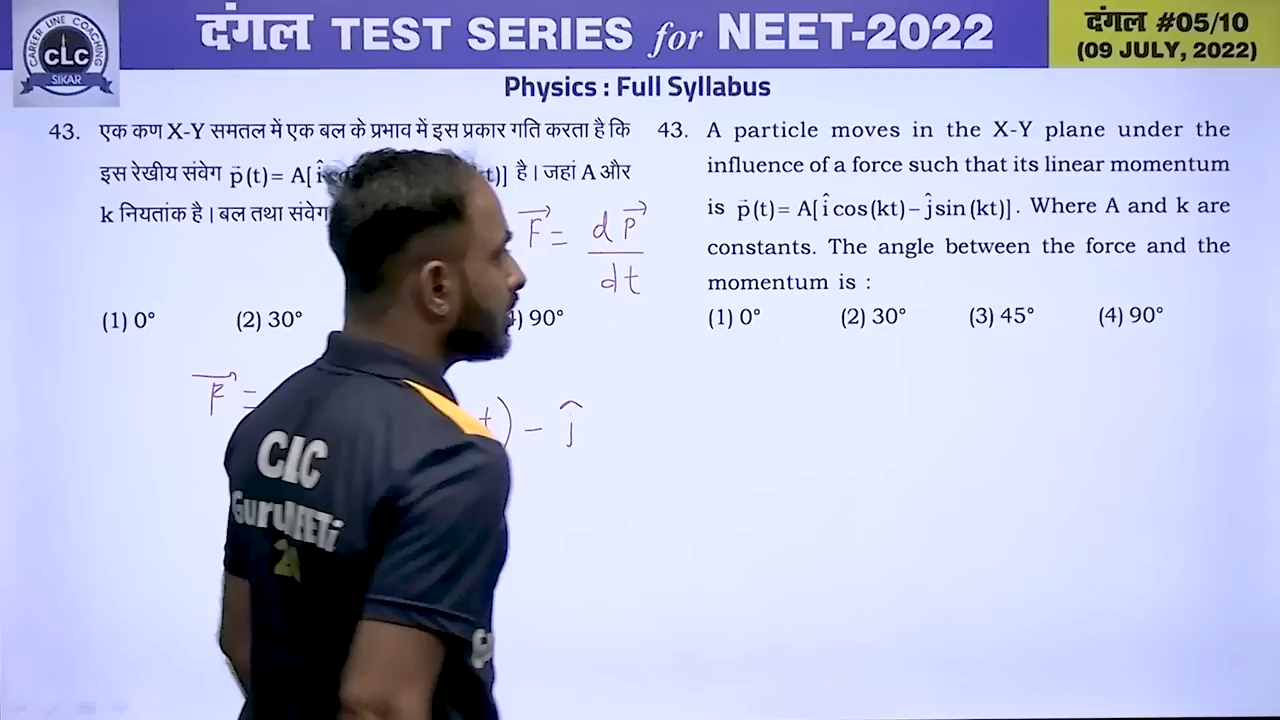 CAREER LINE COACHING
CLC
SIKAR
दंगल TEST SERIES for NEET-2022
दंगल #05/10
(09 JULY, 2022)
Physics : Full Syllabus
43. एक कण X-Y समतल में एक बल के प्रभाव में इस प्रकार गति करता है कि
इस रेखीय संवेग p⃗(t)= A[î t)] है। जहां A और
k नियतांक है। बल तथा संवेग
(1) 0° (2) 30° 90°
43. A particle moves in the X-Y plane under the
influence of a force such that its linear momentum
is p⃗(t)= A[îcos(kt)–ĵsin(kt)]. Where A and k are
constants. The angle between the force and the
momentum is :
(1) 0° (2) 30° (3) 45° (4) 90°
F⃗ = dP⃗
dt
F⃗ = t) – ĵ
CLC